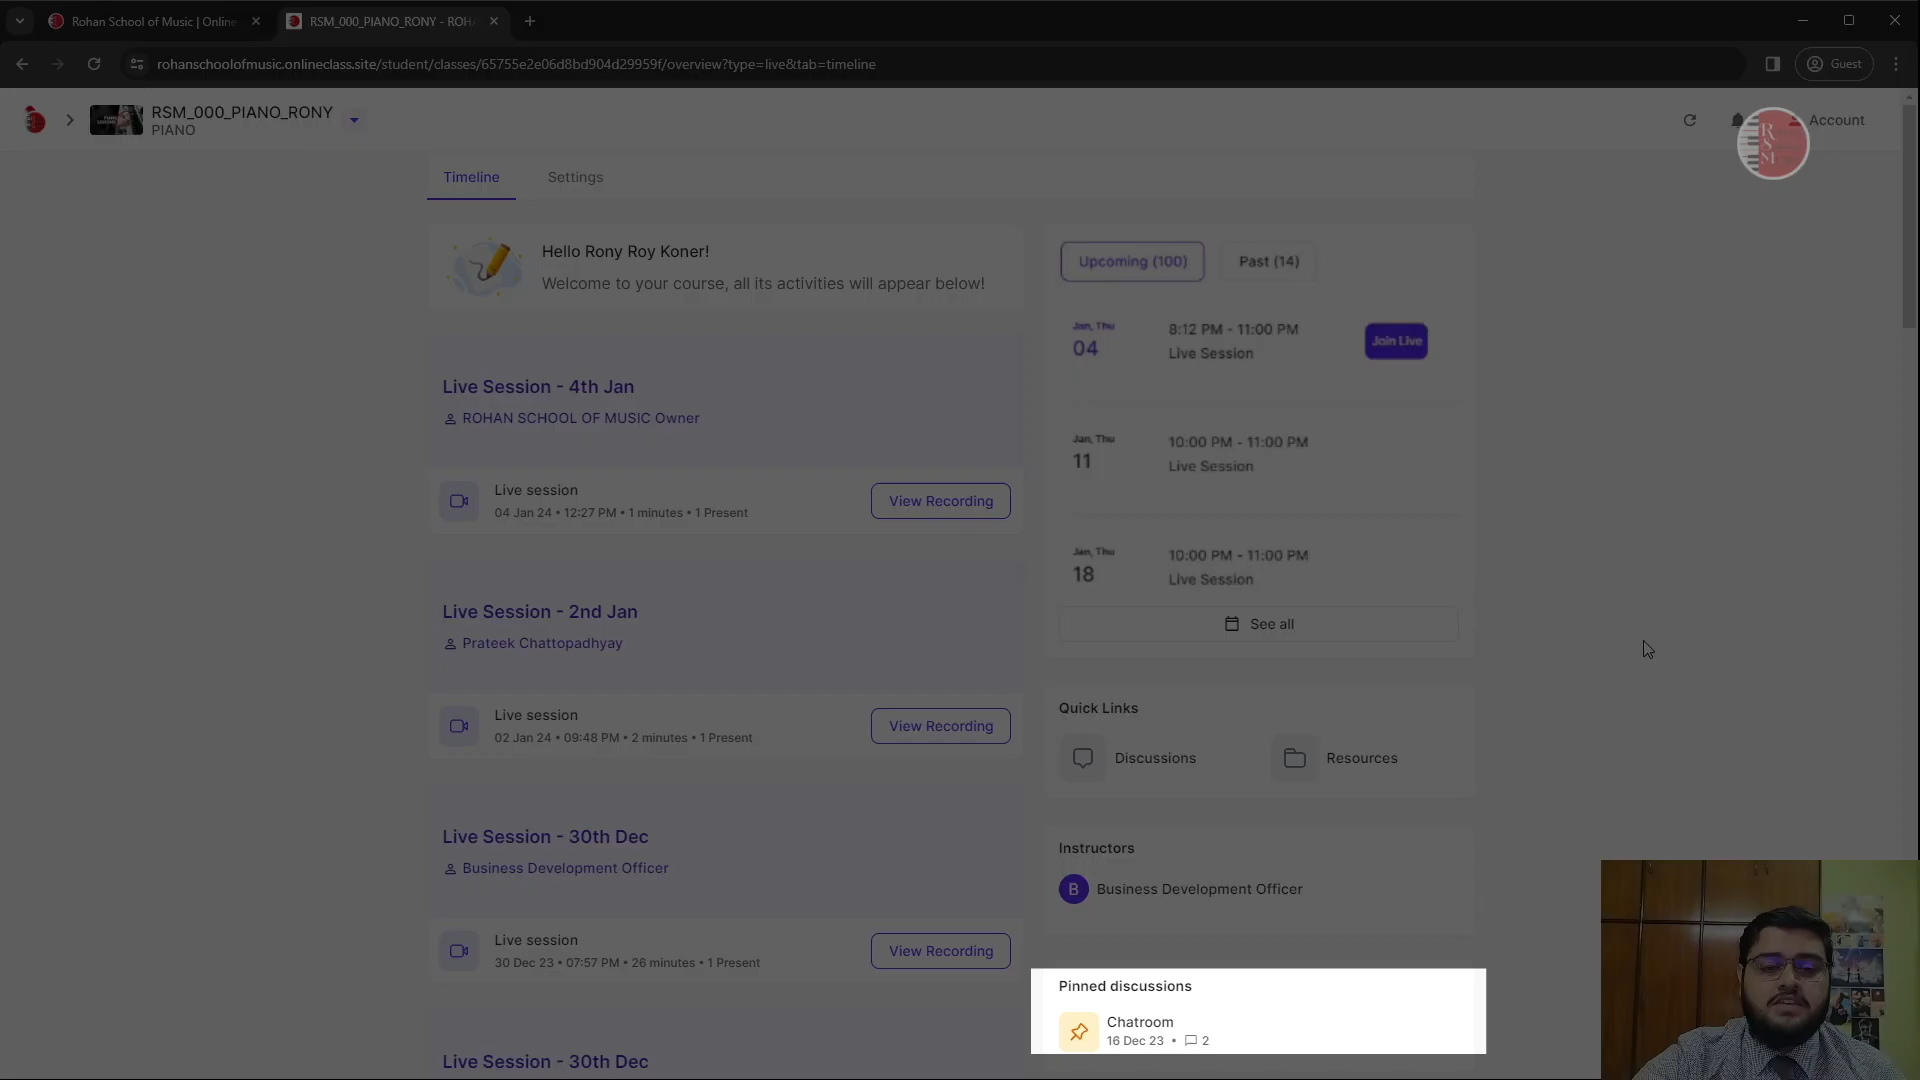 Rohan School of Music | Online
RSM_000_PIANO_RONY - ROH
rohanschoolofmusic.onlineclass.site/student/classes/65755e2e06d8bd904d29959f/overview?type=live&tab=timeline
Guest
RSM_000_PIANO_RONY
PIANO
Account
RSM
Timeline
Settings
Hello Rony Roy Koner!
Welcome to your course, all its activities will appear below!
Live Session - 4th Jan
ROHAN SCHOOL OF MUSIC Owner
Live session
04 Jan 24 • 12:27 PM • 1 minutes • 1 Present
View Recording
Live Session - 2nd Jan
Prateek Chattopadhyay
Live session
02 Jan 24 • 09:48 PM • 2 minutes • 1 Present
View Recording
Live Session - 30th Dec
Business Development Officer
Live session
30 Dec 23 • 07:57 PM • 26 minutes • 1 Present
View Recording
Live Session - 30th Dec
Upcoming (100)
Past (14)
Jan, Thu
04
8:12 PM - 11:00 PM
Live Session
Join Live
Jan, Thu
11
10:00 PM - 11:00 PM
Live Session
Jan, Thu
18
10:00 PM - 11:00 PM
Live Session
See all
Quick Links
Discussions
Resources
Instructors
B
Business Development Officer
Pinned discussions
Chatroom
16 Dec 23 • 2